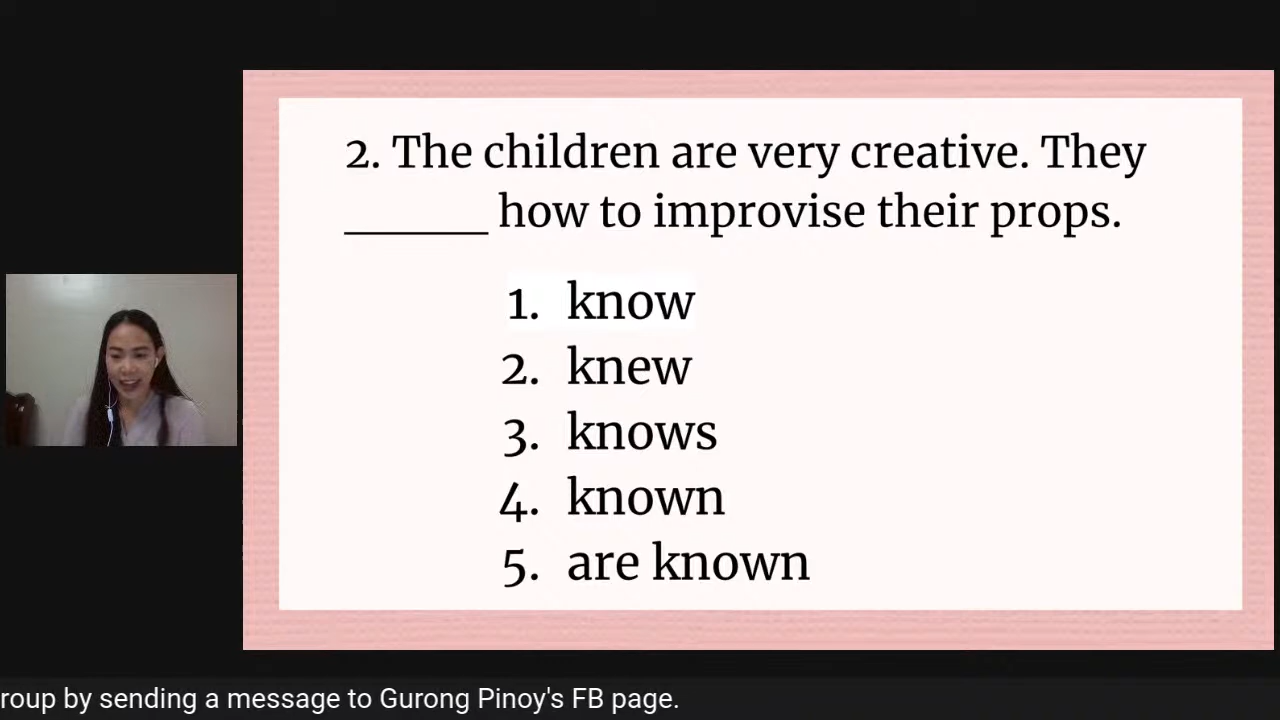 2. The children are very creative. They
_____ how to improvise their props.
1. know
2. knew
3. knows
4. known
5. are known
roup by sending a message to Gurong Pinoy's FB page.